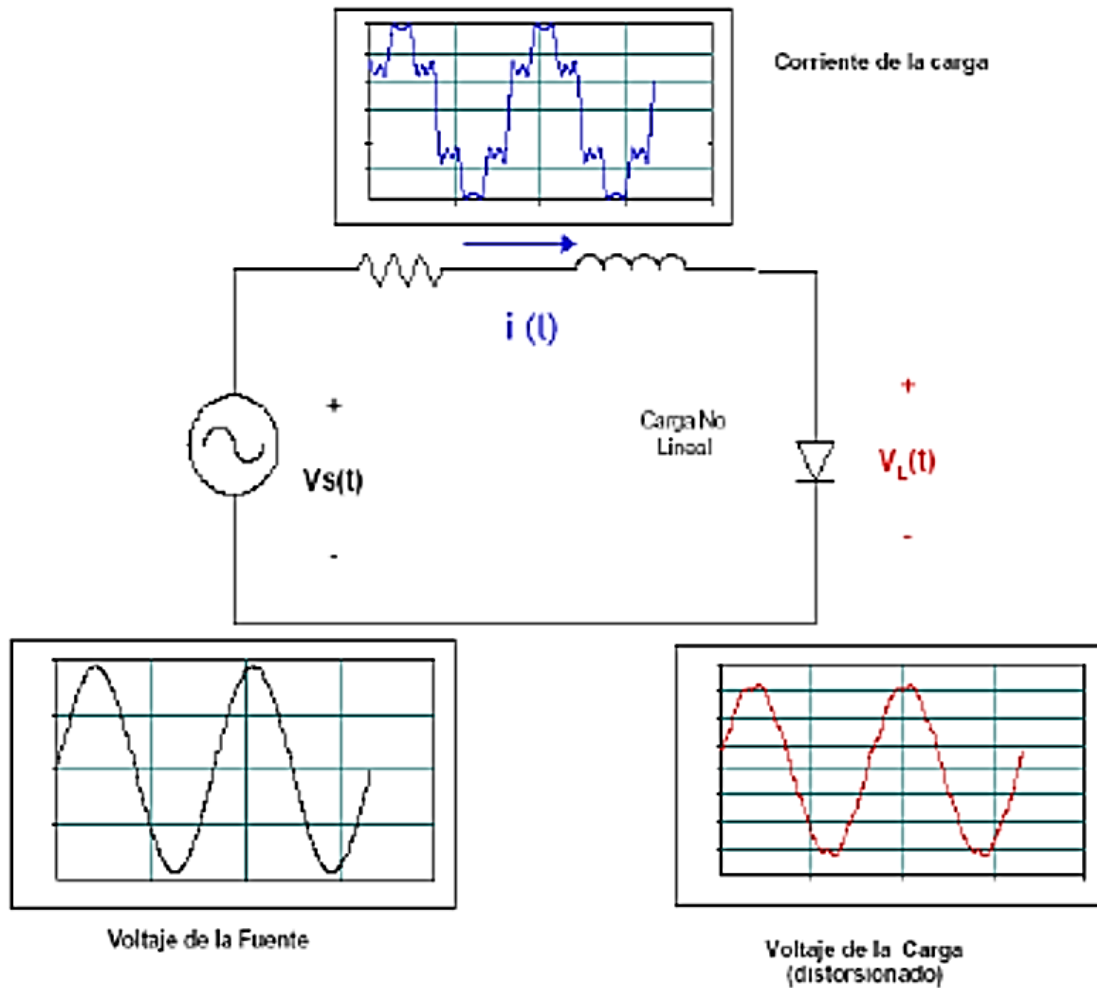 Corriente de la carga
i (t)
+
Vs(t)
-
Carga No
Lineal
+
VL(t)
-
Voltaje de la Fuente
Voltaje de la Carga
(distorsionado)